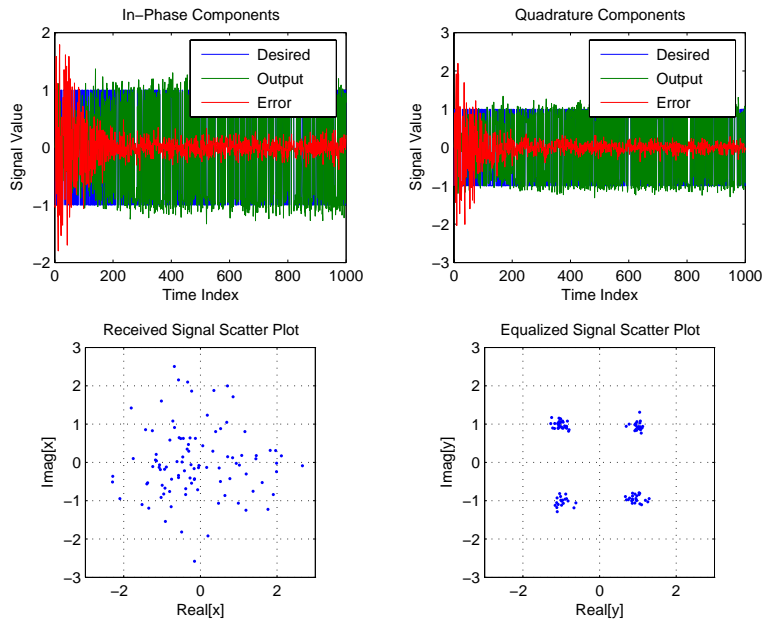 In−Phase Components
Signal Value
2
1
0
−1
−2
Desired
Output
Error
0 200 400 600 800 1000
Time Index
Quadrature Components
Signal Value
3
2
1
0
−1
−2
−3
Desired
Output
Error
0 200 400 600 800 1000
Time Index
Received Signal Scatter Plot
Imag[x]
3
2
1
0
−1
−2
−3
−2 0 2
Real[x]
Equalized Signal Scatter Plot
Imag[y]
3
2
1
0
−1
−2
−3
−2 0 2
Real[y]